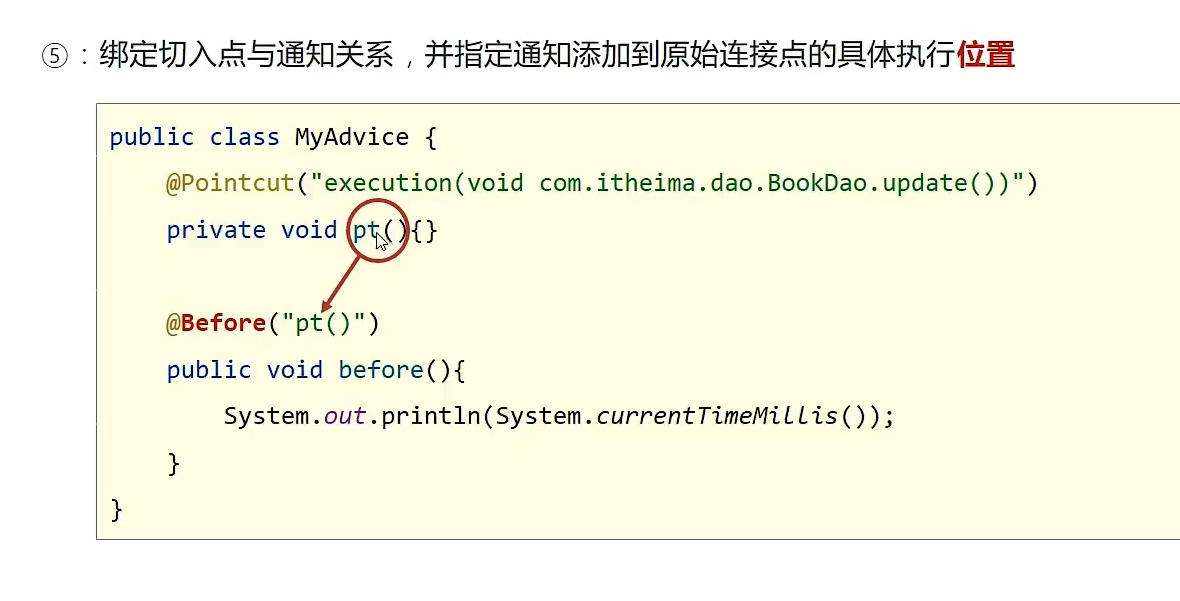 ⑤：绑定切入点与通知关系，并指定通知添加到原始连接点的具体执行位置
public class MyAdvice {
    @Pointcut("execution(void com.itheima.dao.BookDao.update())")
    private void pt(){}
    @Before("pt()")
    public void before(){
        System.out.println(System.currentTimeMillis());
    }
}